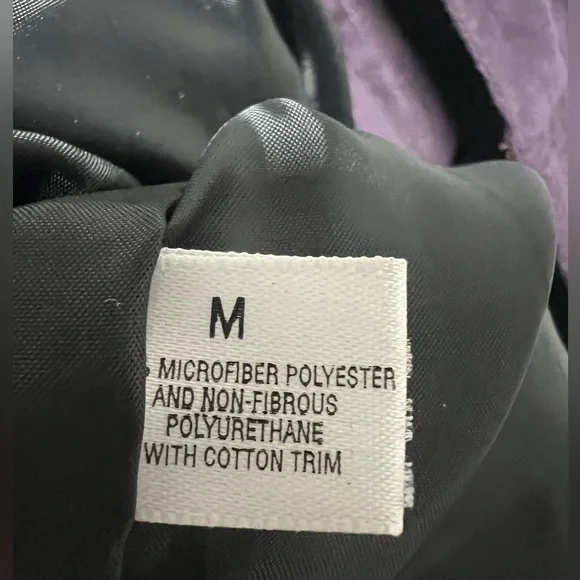 M
MICROFIBER POLYESTER
AND NON-FIBROUS
POLYURETHANE
WITH COTTON TRIM